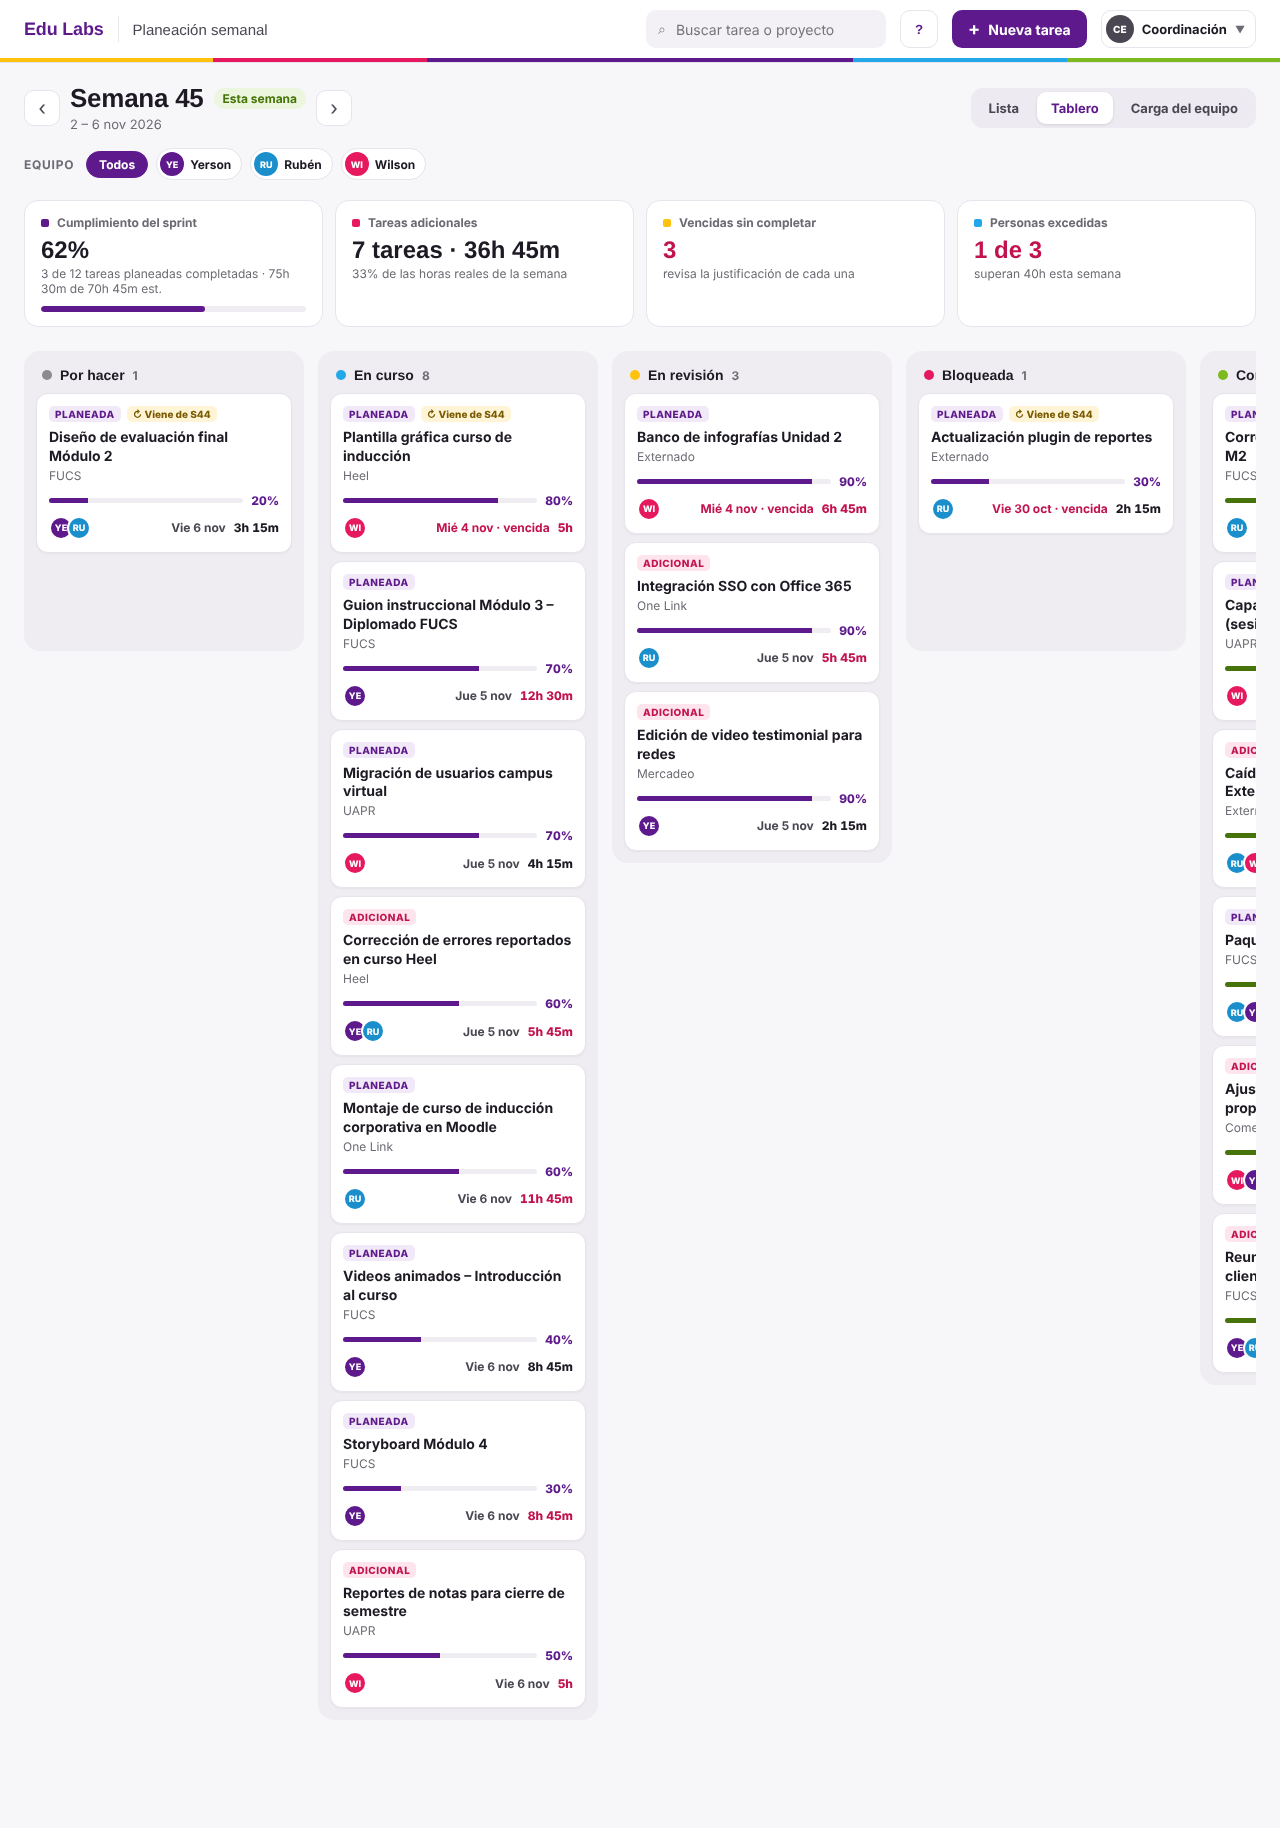 Edu Labs
Planeación semanal
Buscar tarea o proyecto
?
+ Nueva tarea
CE
Coordinación ▼
‹
Semana 45
Esta semana
2 – 6 nov 2026
›
Lista
Tablero
Carga del equipo
EQUIPO
Todos
YE Yerson
RU Rubén
WI Wilson
Cumplimiento del sprint
62%
3 de 12 tareas planeadas completadas · 75h
30m de 70h 45m est.
Tareas adicionales
7 tareas · 36h 45m
33% de las horas reales de la semana
Vencidas sin completar
3
revisa la justificación de cada una
Personas excedidas
1 de 3
superan 40h esta semana
Por hacer 1
PLANEADA ↻ Viene de S44
Diseño de evaluación final
Módulo 2
FUCS
20%
YE RU Vie 6 nov 3h 15m
En curso 8
PLANEADA ↻ Viene de S44
Plantilla gráfica curso de
inducción
Heel
80%
WI Mié 4 nov · vencida 5h
PLANEADA
Guion instruccional Módulo 3 –
Diplomado FUCS
FUCS
70%
YE Jue 5 nov 12h 30m
PLANEADA
Migración de usuarios campus
virtual
UAPR
70%
WI Jue 5 nov 4h 15m
ADICIONAL
Corrección de errores reportados
en curso Heel
Heel
60%
YE RU Jue 5 nov 5h 45m
PLANEADA
Montaje de curso de inducción
corporativa en Moodle
One Link
60%
RU Vie 6 nov 11h 45m
PLANEADA
Videos animados – Introducción
al curso
FUCS
40%
YE Vie 6 nov 8h 45m
PLANEADA
Storyboard Módulo 4
FUCS
30%
YE Vie 6 nov 8h 45m
ADICIONAL
Reportes de notas para cierre de
semestre
UAPR
50%
WI Vie 6 nov 5h
En revisión 3
PLANEADA
Banco de infografías Unidad 2
Externado
90%
WI Mié 4 nov · vencida 6h 45m
ADICIONAL
Integración SSO con Office 365
One Link
90%
RU Jue 5 nov 5h 45m
ADICIONAL
Edición de video testimonial para
redes
Mercadeo
90%
YE Jue 5 nov 2h 15m
Bloqueada 1
PLANEADA ↻ Viene de S44
Actualización plugin de reportes
Externado
30%
RU Vie 30 oct · vencida 2h 15m
M2
FUCS
RU
UAPR
WI
RU
FUCS
RU
WI
FUCS
YE